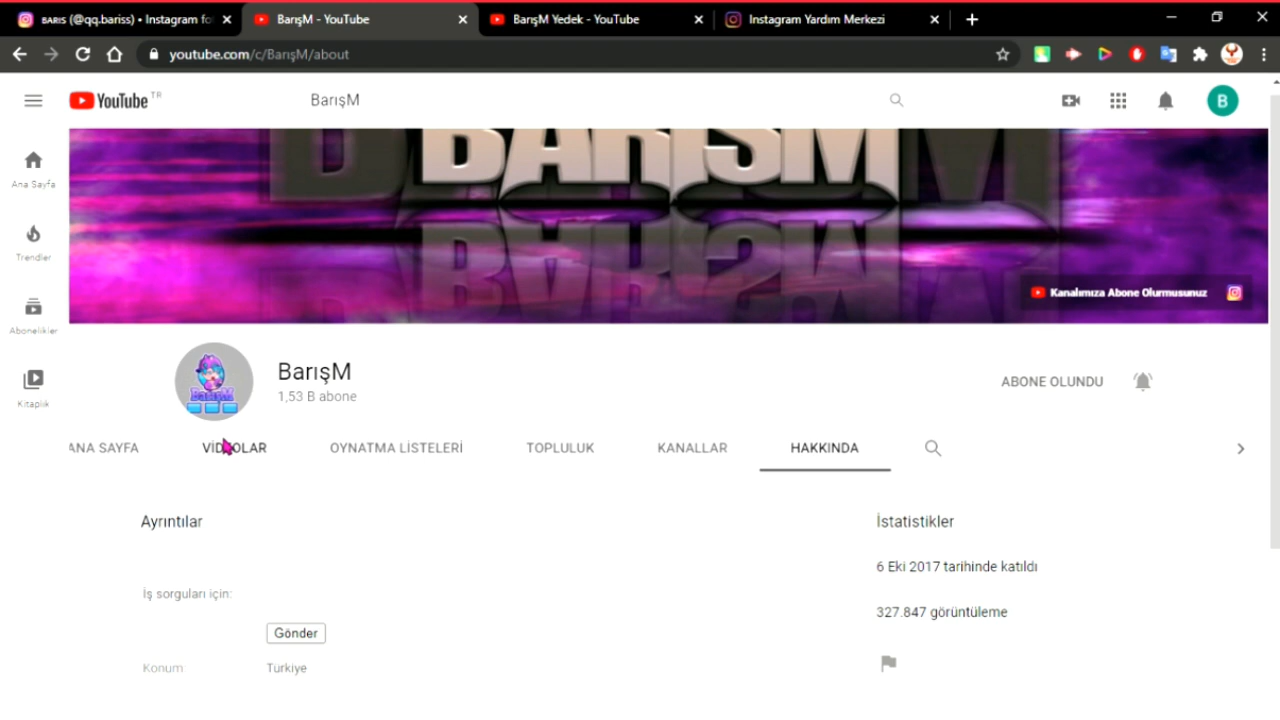 BARIS (@qq.bariss) • Instagram fo
BarışM - YouTube
BarışM Yedek - YouTube
Instagram Yardım Merkezi
youtube.com/c/BarışM/about
YouTube TR
BarışM
B
BARISM
Ana Sayfa
Trendler
Abonelikler
Kitaplık
Kanalımıza Abone Olurmusunuz
BarışM
BarışM
1,53 B abone
ABONE OLUNDU
ANA SAYFA
VİDEOLAR
OYNATMA LİSTELERİ
TOPLULUK
KANALLAR
HAKKINDA
Ayrıntılar
İş sorguları için:
Gönder
Konum:
Türkiye
İstatistikler
6 Eki 2017 tarihinde katıldı
327.847 görüntüleme